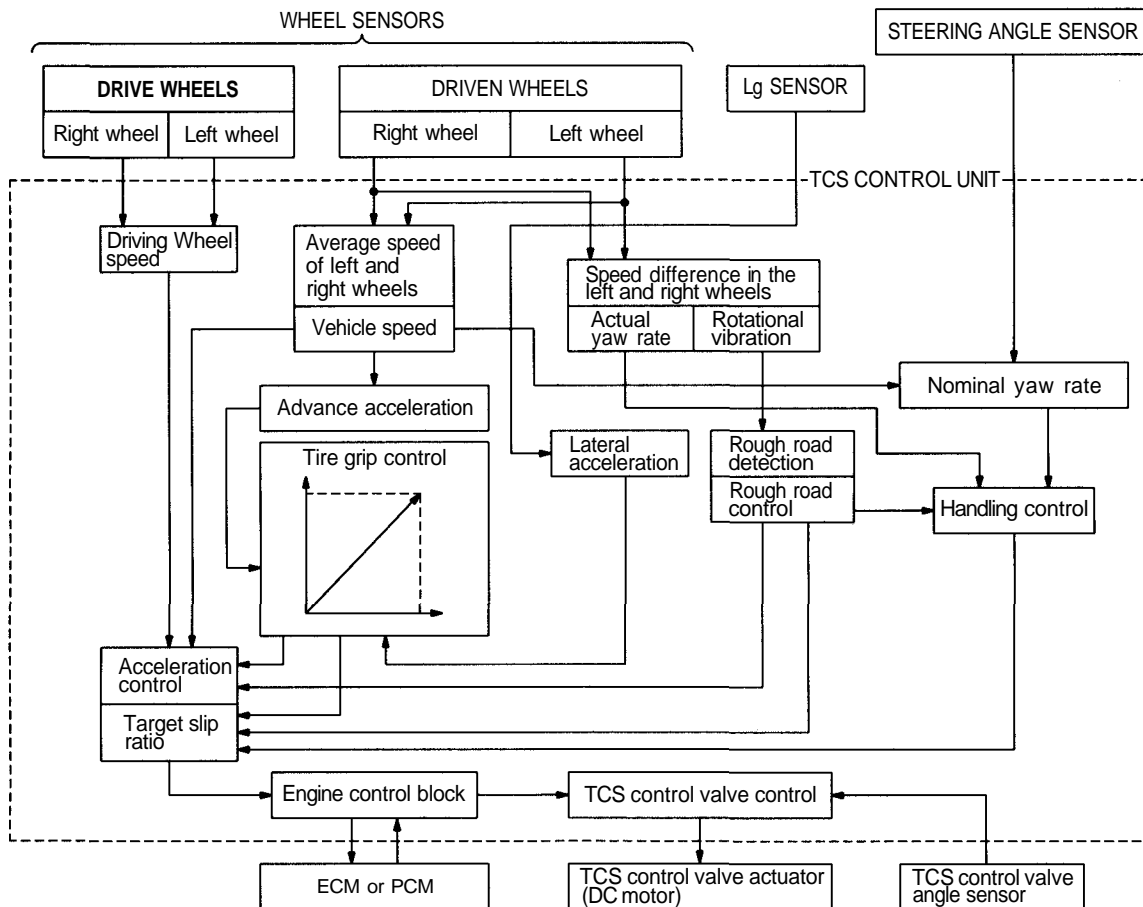 WHEEL SENSORS
STEERING ANGLE SENSOR
DRIVE WHEELS
DRIVEN WHEELS
Lg SENSOR
Right wheel
Left wheel
Right wheel
Left wheel
TCS CONTROL UNIT
Driving Wheel
speed
Average speed
of left and
right wheels
Speed difference in the
left and right wheels
Vehicle speed
Actual
yaw rate
Rotational
vibration
Nominal yaw rate
Advance acceleration
Tire grip control
Lateral
acceleration
Rough road
detection
Rough road
control
Handling control
Acceleration
control
Target slip
ratio
Engine control block
TCS control valve control
ECM or PCM
TCS control valve actuator
(DC motor)
TCS control valve
angle sensor